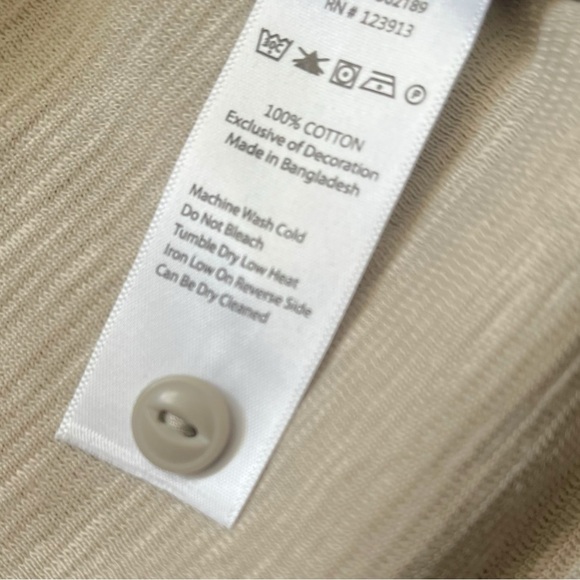 RN # 123913
30C
P
100% COTTON
Exclusive of Decoration
Made in Bangladesh
Machine Wash Cold
Do Not Bleach
Tumble Dry Low Heat
Iron Low On Reverse Side
Can Be Dry Cleaned